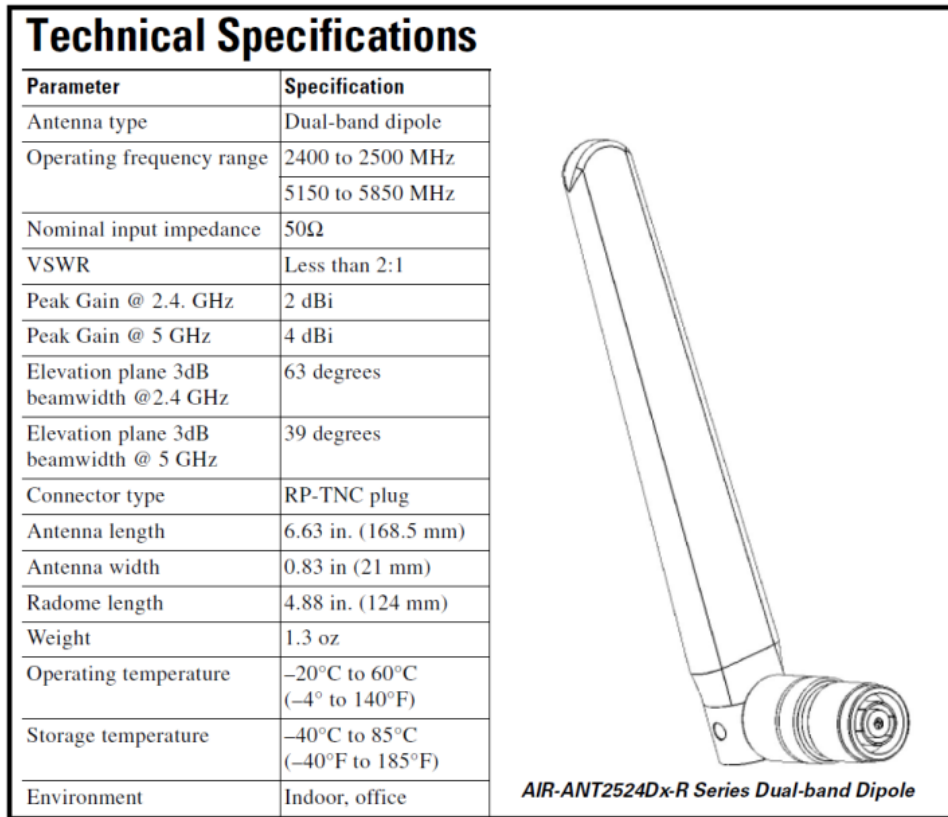 Technical Specifications
Parameter Specification
Antenna type Dual-band dipole
Operating frequency range 2400 to 2500 MHz
5150 to 5850 MHz
Nominal input impedance 50Ω
VSWR Less than 2:1
Peak Gain @ 2.4. GHz 2 dBi
Peak Gain @ 5 GHz 4 dBi
Elevation plane 3dB 63 degrees
beamwidth @2.4 GHz
Elevation plane 3dB 39 degrees
beamwidth @ 5 GHz
Connector type RP-TNC plug
Antenna length 6.63 in. (168.5 mm)
Antenna width 0.83 in (21 mm)
Radome length 4.88 in. (124 mm)
Weight 1.3 oz
Operating temperature –20°C to 60°C
(–4° to 140°F)
Storage temperature –40°C to 85°C
(–40°F to 185°F)
Environment Indoor, office
AIR-ANT2524Dx-R Series Dual-band Dipole